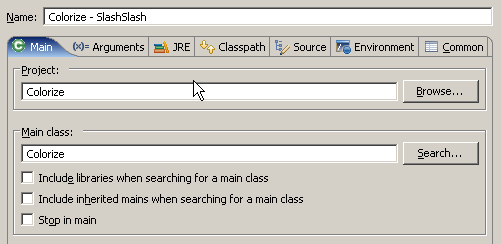 Name: Colorize - SlashSlash
Main (x)= Arguments JRE Classpath Source Environment Common
Project:
Colorize Browse...
Main class:
Colorize Search...
Include libraries when searching for a main class
Include inherited mains when searching for a main class
Stop in main